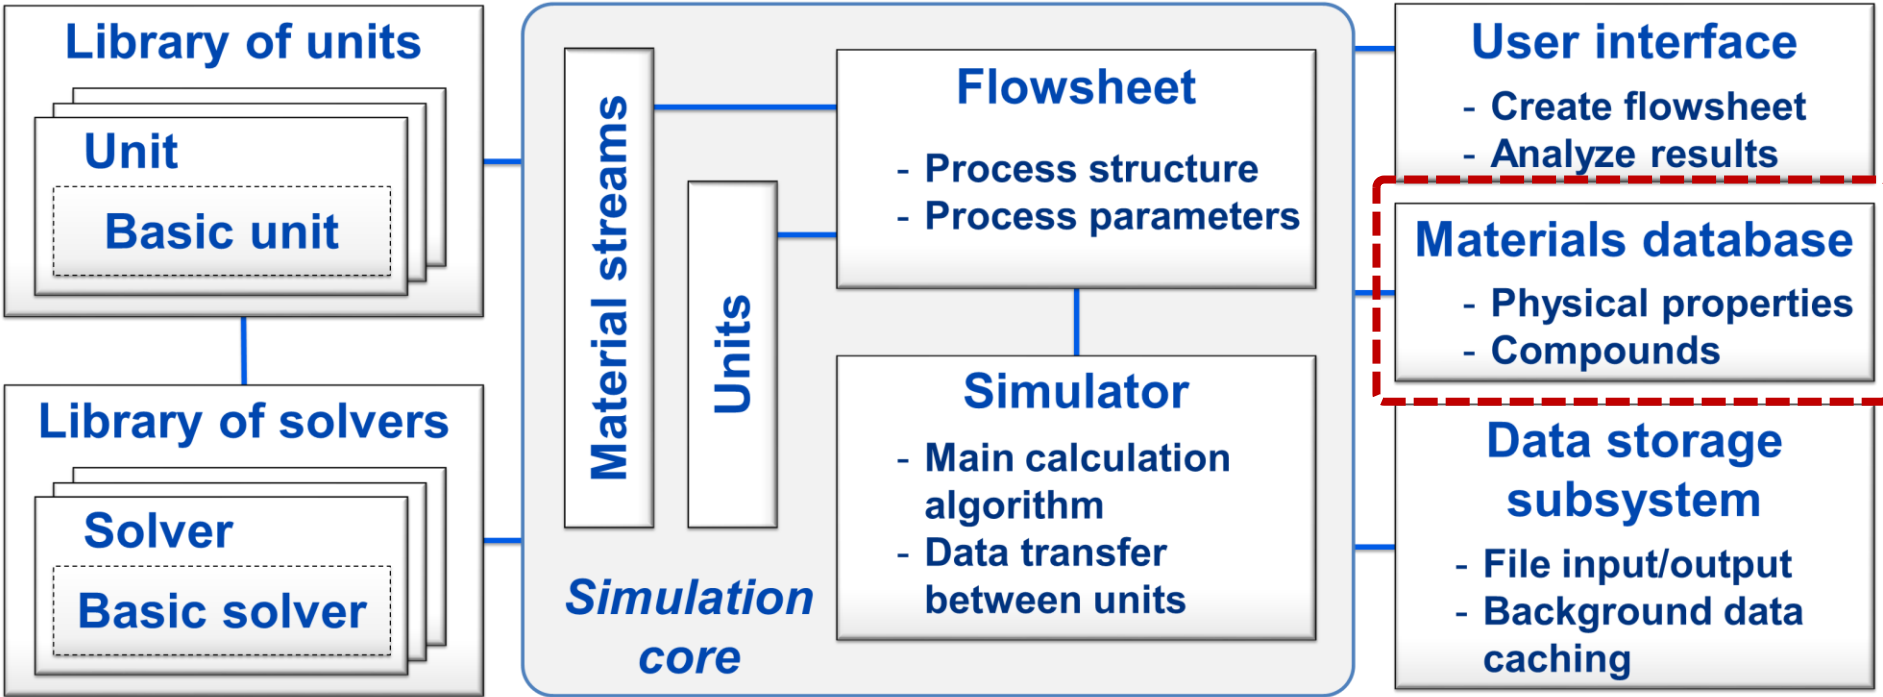 Library of units
Unit
Basic unit
Library of solvers
Solver
Basic solver
Material streams
Units
Simulation
core
Flowsheet
- Process structure
- Process parameters
Simulator
- Main calculation
algorithm
- Data transfer
between units
User interface
- Create flowsheet
- Analyze results
Materials database
- Physical properties
- Compounds
Data storage
subsystem
- File input/output
- Background data
caching